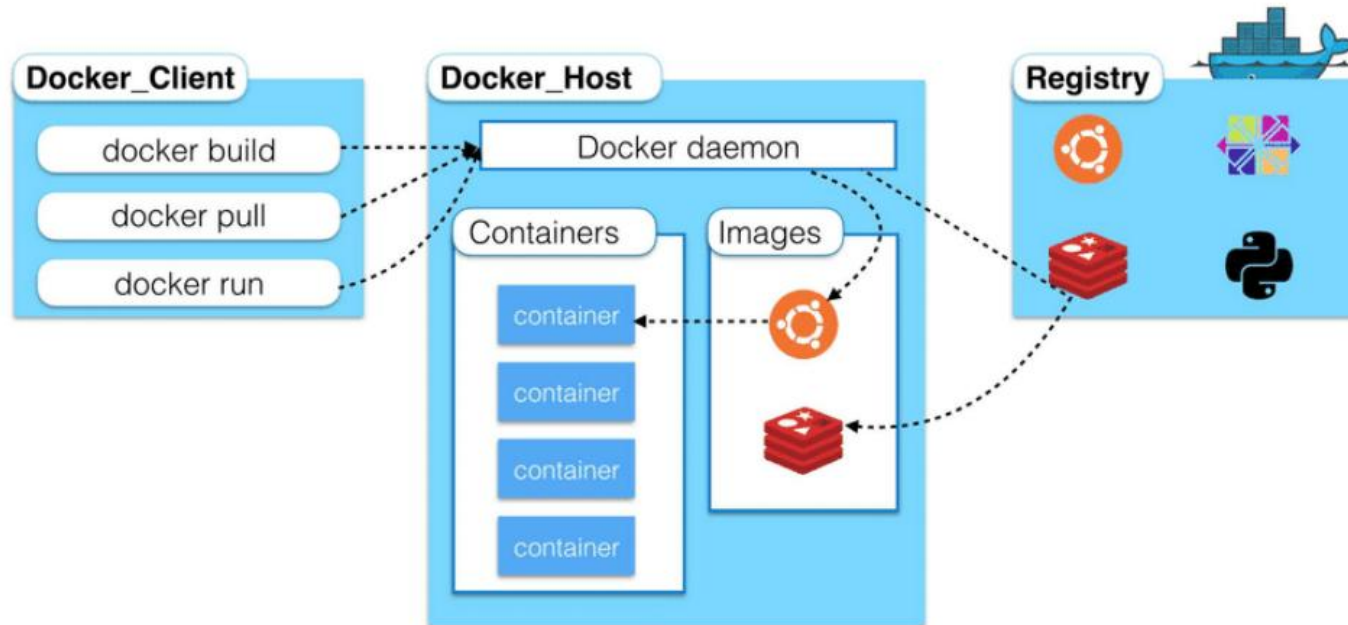 Docker_Client
docker build
docker pull
docker run
Docker_Host
Docker daemon
Containers
container
container
container
container
Images
Registry